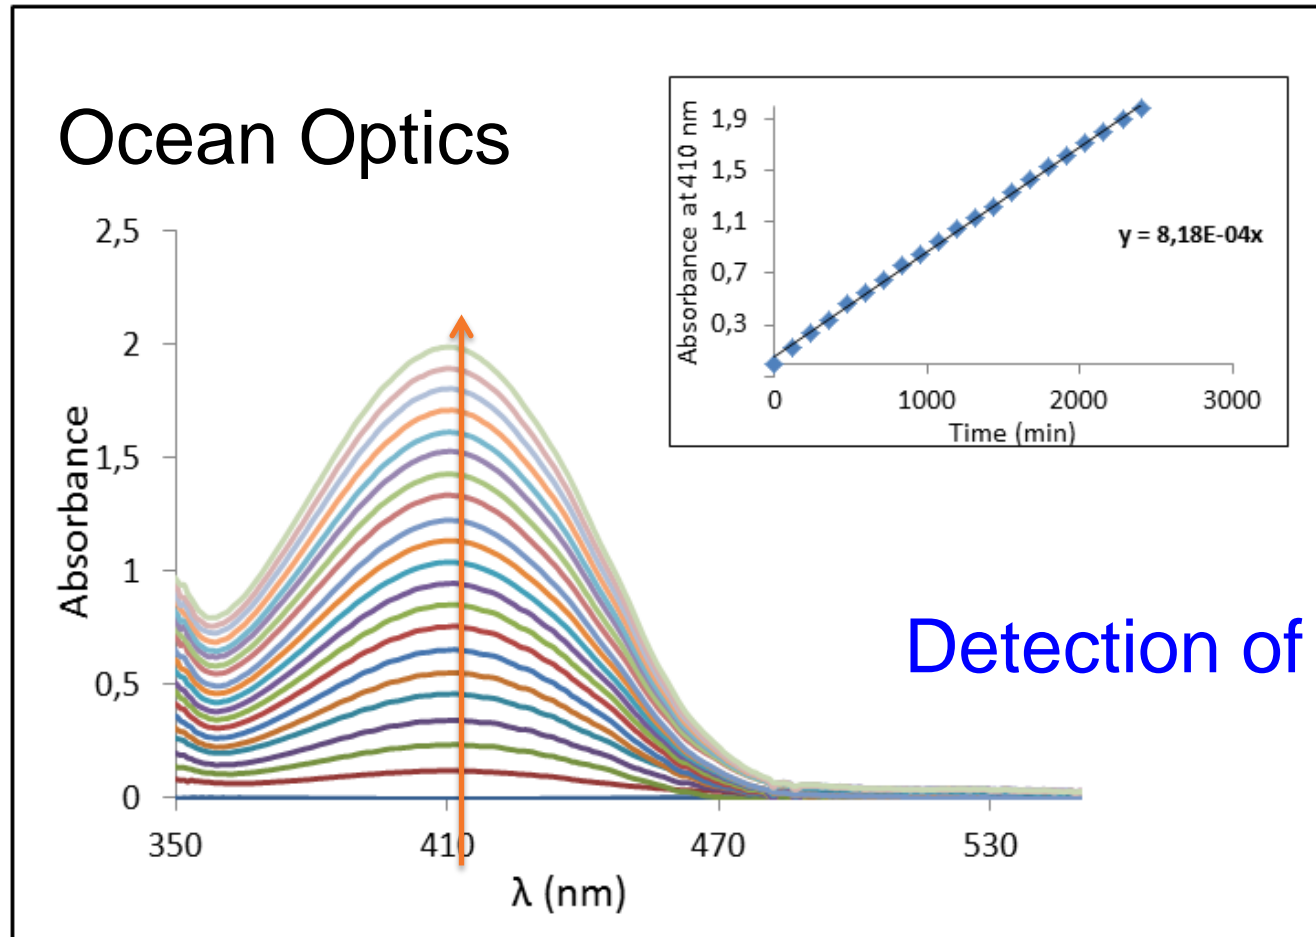 Ocean Optics
Absorbance at 410 nm
1,9
1,5
1,1
0,7
0,3
y = 8,18E-04x
0 1000 2000 3000
Time (min)
Absorbance
2,5
2
1,5
1
0,5
0
350 410 470 530
λ (nm)
Detection of